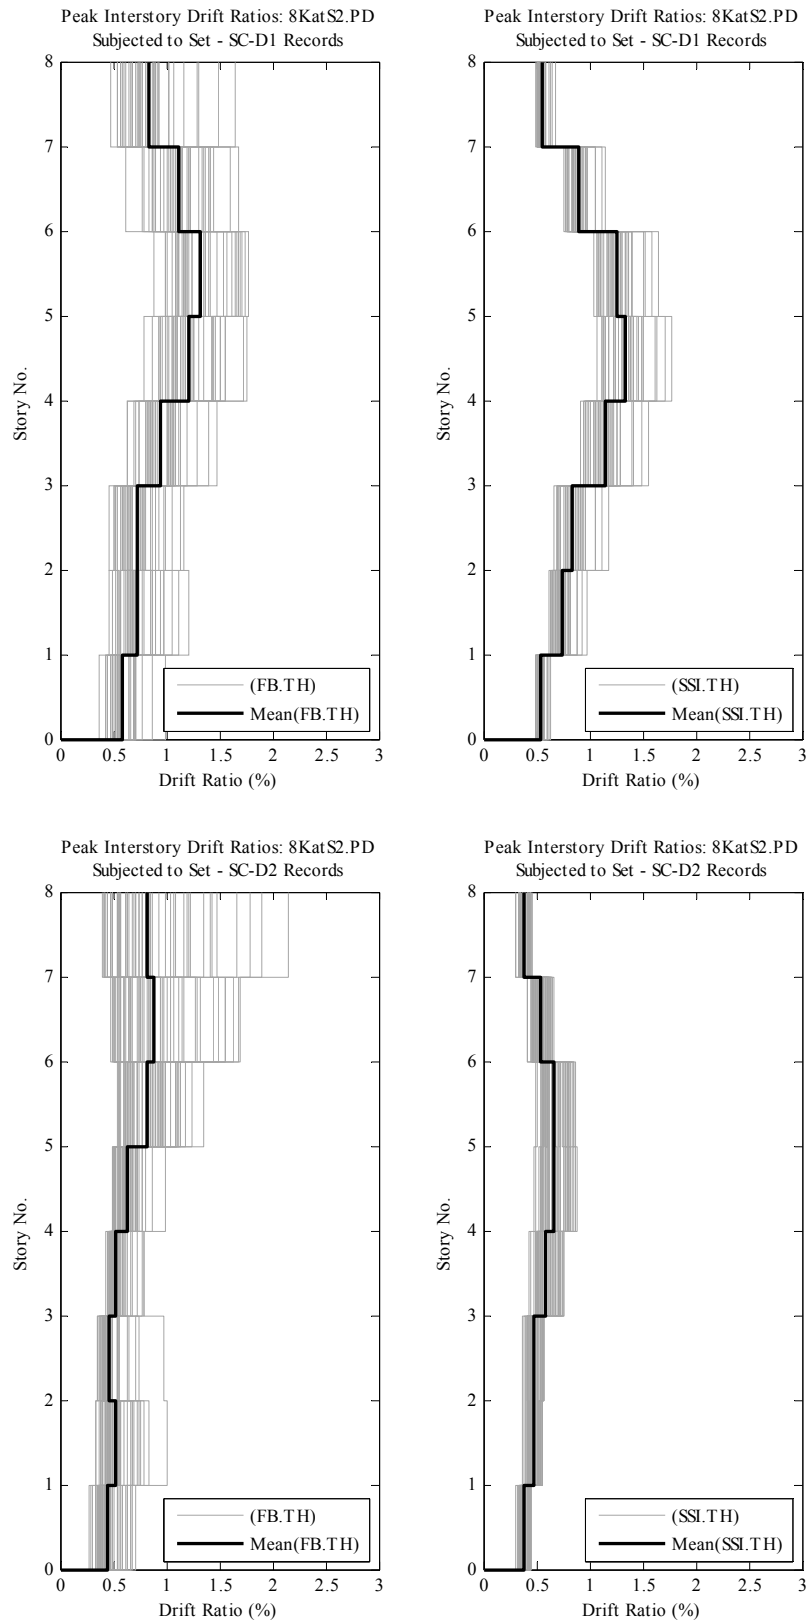 Peak Interstory Drift Ratios: 8KatS2.PD
Subjected to Set - SC-D1 Records
8
7
6
5
4
3
2
1
0
Story No.
(FB.TH)
Mean(FB.TH)
0 0.5 1 1.5 2 2.5 3
Drift Ratio (%)
Peak Interstory Drift Ratios: 8KatS2.PD
Subjected to Set - SC-D1 Records
8
7
6
5
4
3
2
1
0
Story No.
(SSI.TH)
Mean(SSI.TH)
0 0.5 1 1.5 2 2.5 3
Drift Ratio (%)
Peak Interstory Drift Ratios: 8KatS2.PD
Subjected to Set - SC-D2 Records
8
7
6
5
4
3
2
1
0
Story No.
(FB.TH)
Mean(FB.TH)
0 0.5 1 1.5 2 2.5 3
Drift Ratio (%)
Peak Interstory Drift Ratios: 8KatS2.PD
Subjected to Set - SC-D2 Records
8
7
6
5
4
3
2
1
0
Story No.
(SSI.TH)
Mean(SSI.TH)
0 0.5 1 1.5 2 2.5 3
Drift Ratio (%)